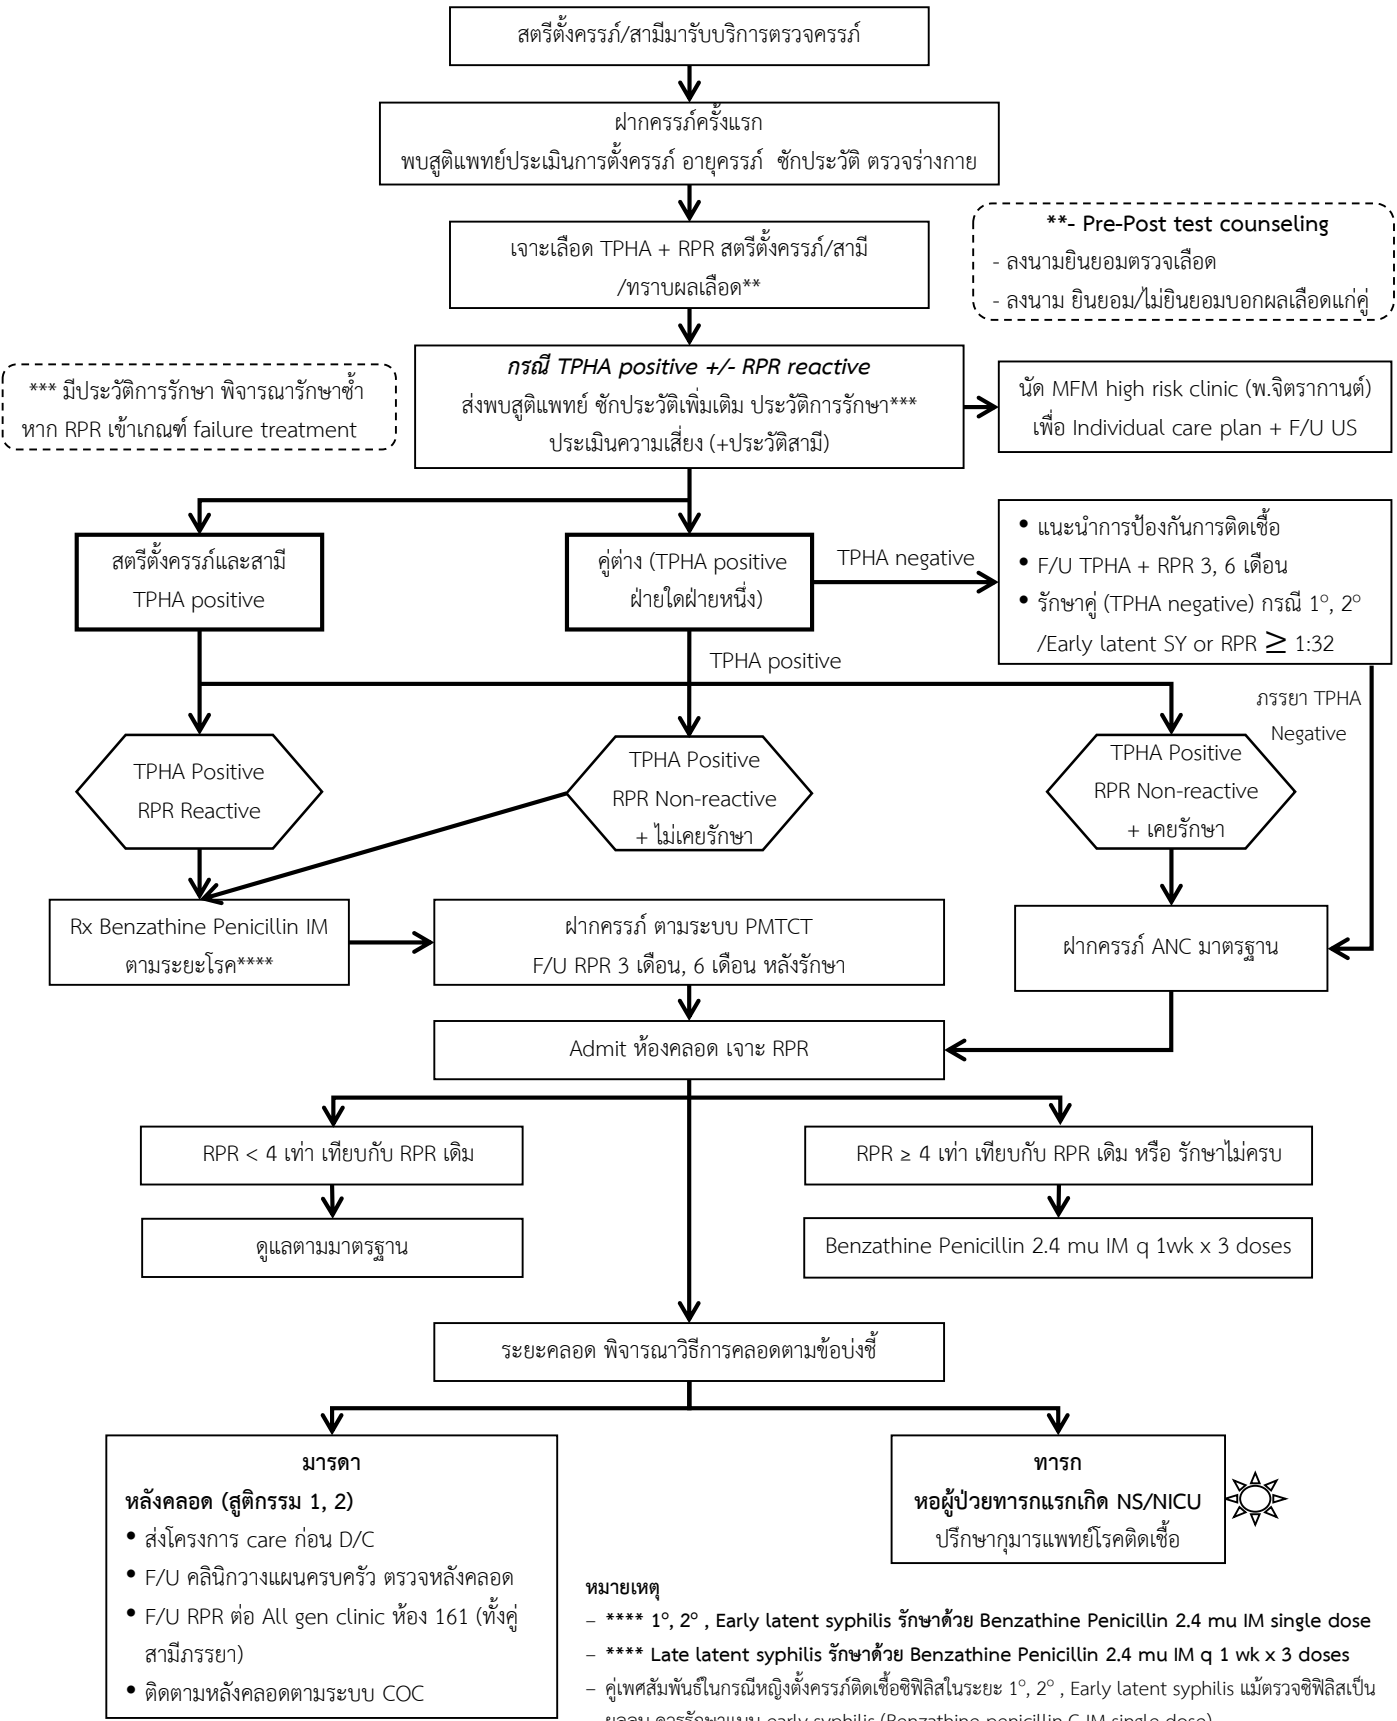 สตรีตั้งครรภ์/สามีมารับบริการตรวจครรภ์
ฝากครรภ์ครั้งแรก
พบสูติแพทย์ประเมินการตั้งครรภ์ อายุครรภ์ ซักประวัติ ตรวจร่างกาย
เจาะเลือด TPHA + RPR สตรีตั้งครรภ์/สามี
/ทราบผลเลือด**
**- Pre-Post test counseling
- ลงนามยินยอมตรวจเลือด
- ลงนาม ยินยอม/ไม่ยินยอมบอกผลเลือดแก่คู่
*** มีประวัติการรักษา พิจารณารักษาซ้ำ
หาก RPR เข้าเกณฑ์ failure treatment
กรณี TPHA positive +/- RPR reactive
ส่งพบสูติแพทย์ ซักประวัติเพิ่มเติม ประวัติการรักษา***
ประเมินความเสี่ยง (+ประวัติสามี)
นัด MFM high risk clinic (พ.จิตรากานต์)
เพื่อ Individual care plan + F/U US
สตรีตั้งครรภ์และสามี
TPHA positive
คู่ต่าง (TPHA positive
ฝ่ายใดฝ่ายหนึ่ง)
TPHA negative
• แนะนำการป้องกันการติดเชื้อ
• F/U TPHA + RPR 3, 6 เดือน
• รักษาคู่ (TPHA negative) กรณี 1°, 2°
/Early latent SY or RPR ≥ 1:32
TPHA positive
ภรรยา TPHA
Negative
TPHA Positive
RPR Reactive
TPHA Positive
RPR Non-reactive
+ ไม่เคยรักษา
TPHA Positive
RPR Non-reactive
+ เคยรักษา
Rx Benzathine Penicillin IM
ตามระยะโรค****
ฝากครรภ์ ตามระบบ PMTCT
F/U RPR 3 เดือน, 6 เดือน หลังรักษา
ฝากครรภ์ ANC มาตรฐาน
Admit ห้องคลอด เจาะ RPR
RPR < 4 เท่า เทียบกับ RPR เดิม
RPR ≥ 4 เท่า เทียบกับ RPR เดิม หรือ รักษาไม่ครบ
ดูแลตามมาตรฐาน
Benzathine Penicillin 2.4 mu IM q 1wk x 3 doses
ระยะคลอด พิจารณาวิธีการคลอดตามข้อบ่งชี้
มารดา
หลังคลอด (สูติกรรม 1, 2)
• ส่งโครงการ care ก่อน D/C
• F/U คลินิกวางแผนครบครัว ตรวจหลังคลอด
• F/U RPR ต่อ All gen clinic ห้อง 161 (ทั้งคู่
สามีภรรยา)
• ติดตามหลังคลอดตามระบบ COC
ทารก
หอผู้ป่วยทารกแรกเกิด NS/NICU
ปรึกษากุมารแพทย์โรคติดเชื้อ
หมายเหตุ
– **** 1°, 2° , Early latent syphilis รักษาด้วย Benzathine Penicillin 2.4 mu IM single dose
– **** Late latent syphilis รักษาด้วย Benzathine Penicillin 2.4 mu IM q 1 wk x 3 doses
– คู่เพศสัมพันธ์ในกรณีหญิงตั้งครรภ์ติดเชื้อซิฟิลิสในระยะ 1°, 2° , Early latent syphilis แม้ตรวจซิฟิลิสเป็น
ผลลบ ควรรักษาแบบ early syphilis (Benzathine penicillin G IM single dose)